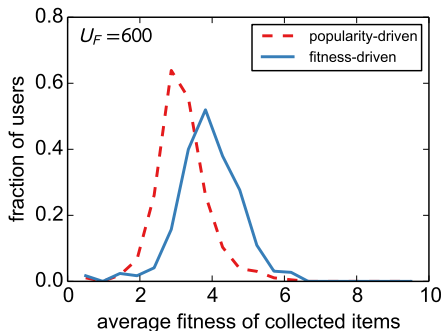 U_F=600
popularity-driven
fitness-driven
fraction of users
0.8
0.6
0.4
0.2
0.0
0 2 4 6 8 10
average fitness of collected items